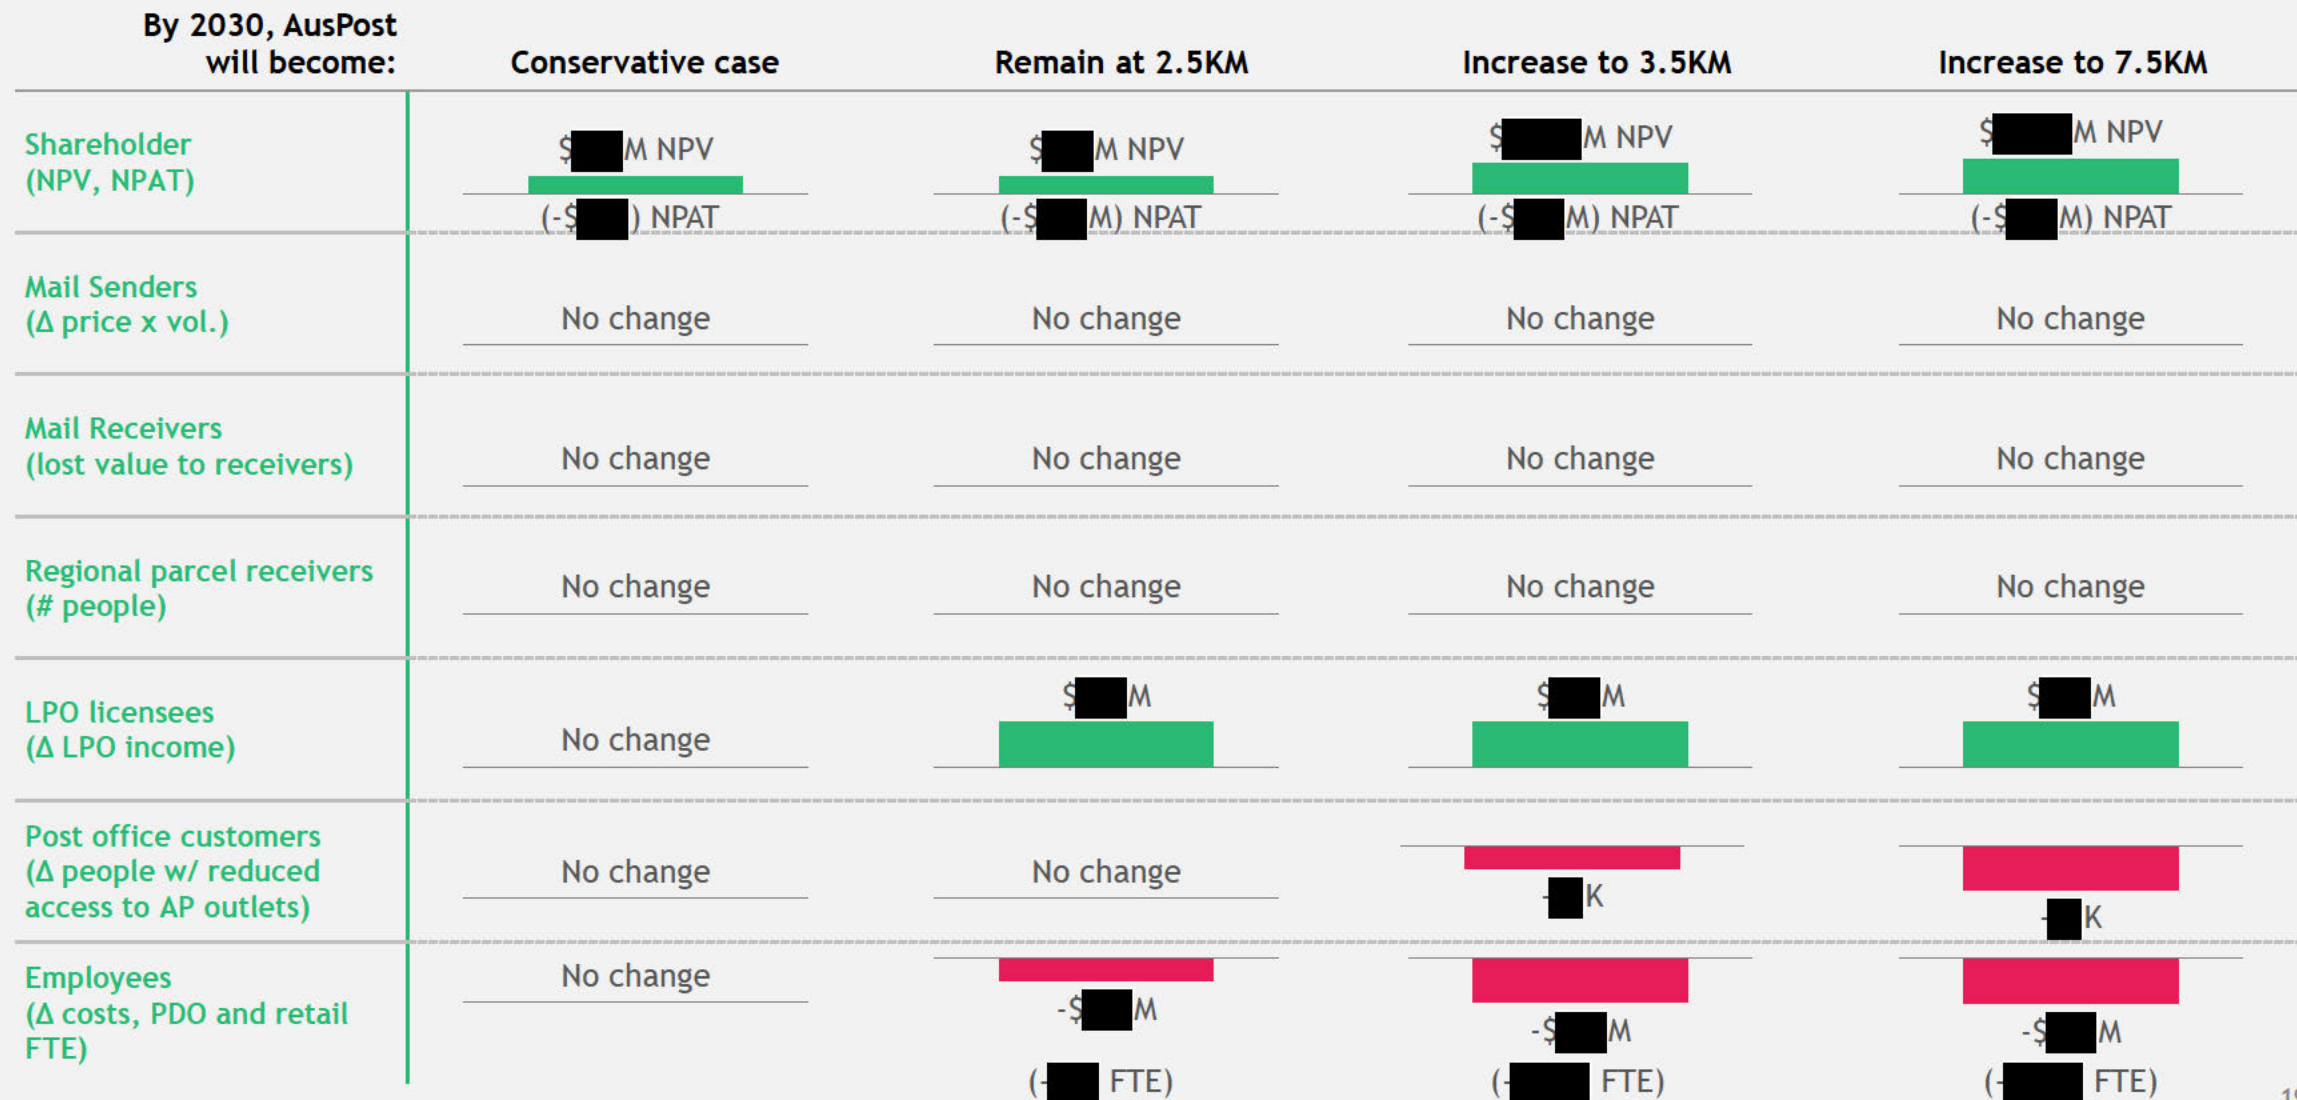 By 2030, AusPost
will become:
Conservative case
Remain at 2.5KM
Increase to 3.5KM
Increase to 7.5KM
Shareholder
(NPV, NPAT)
$ M NPV
$ M NPV
$ M NPV
$ M NPV
(-$ ) NPAT
(-$ M) NPAT
(-$ M) NPAT
(-$ M) NPAT
Mail Senders
(Δ price x vol.)
No change
No change
No change
No change
Mail Receivers
(lost value to receivers)
No change
No change
No change
No change
Regional parcel receivers
(# people)
No change
No change
No change
No change
LPO licensees
(Δ LPO income)
No change
$ M
$ M
$ M
Post office customers
(Δ people w/ reduced
access to AP outlets)
No change
No change
- K
- K
Employees
(Δ costs, PDO and retail
FTE)
No change
-$ M
-$ M
-$ M
(- FTE)
(- FTE)
(- FTE)